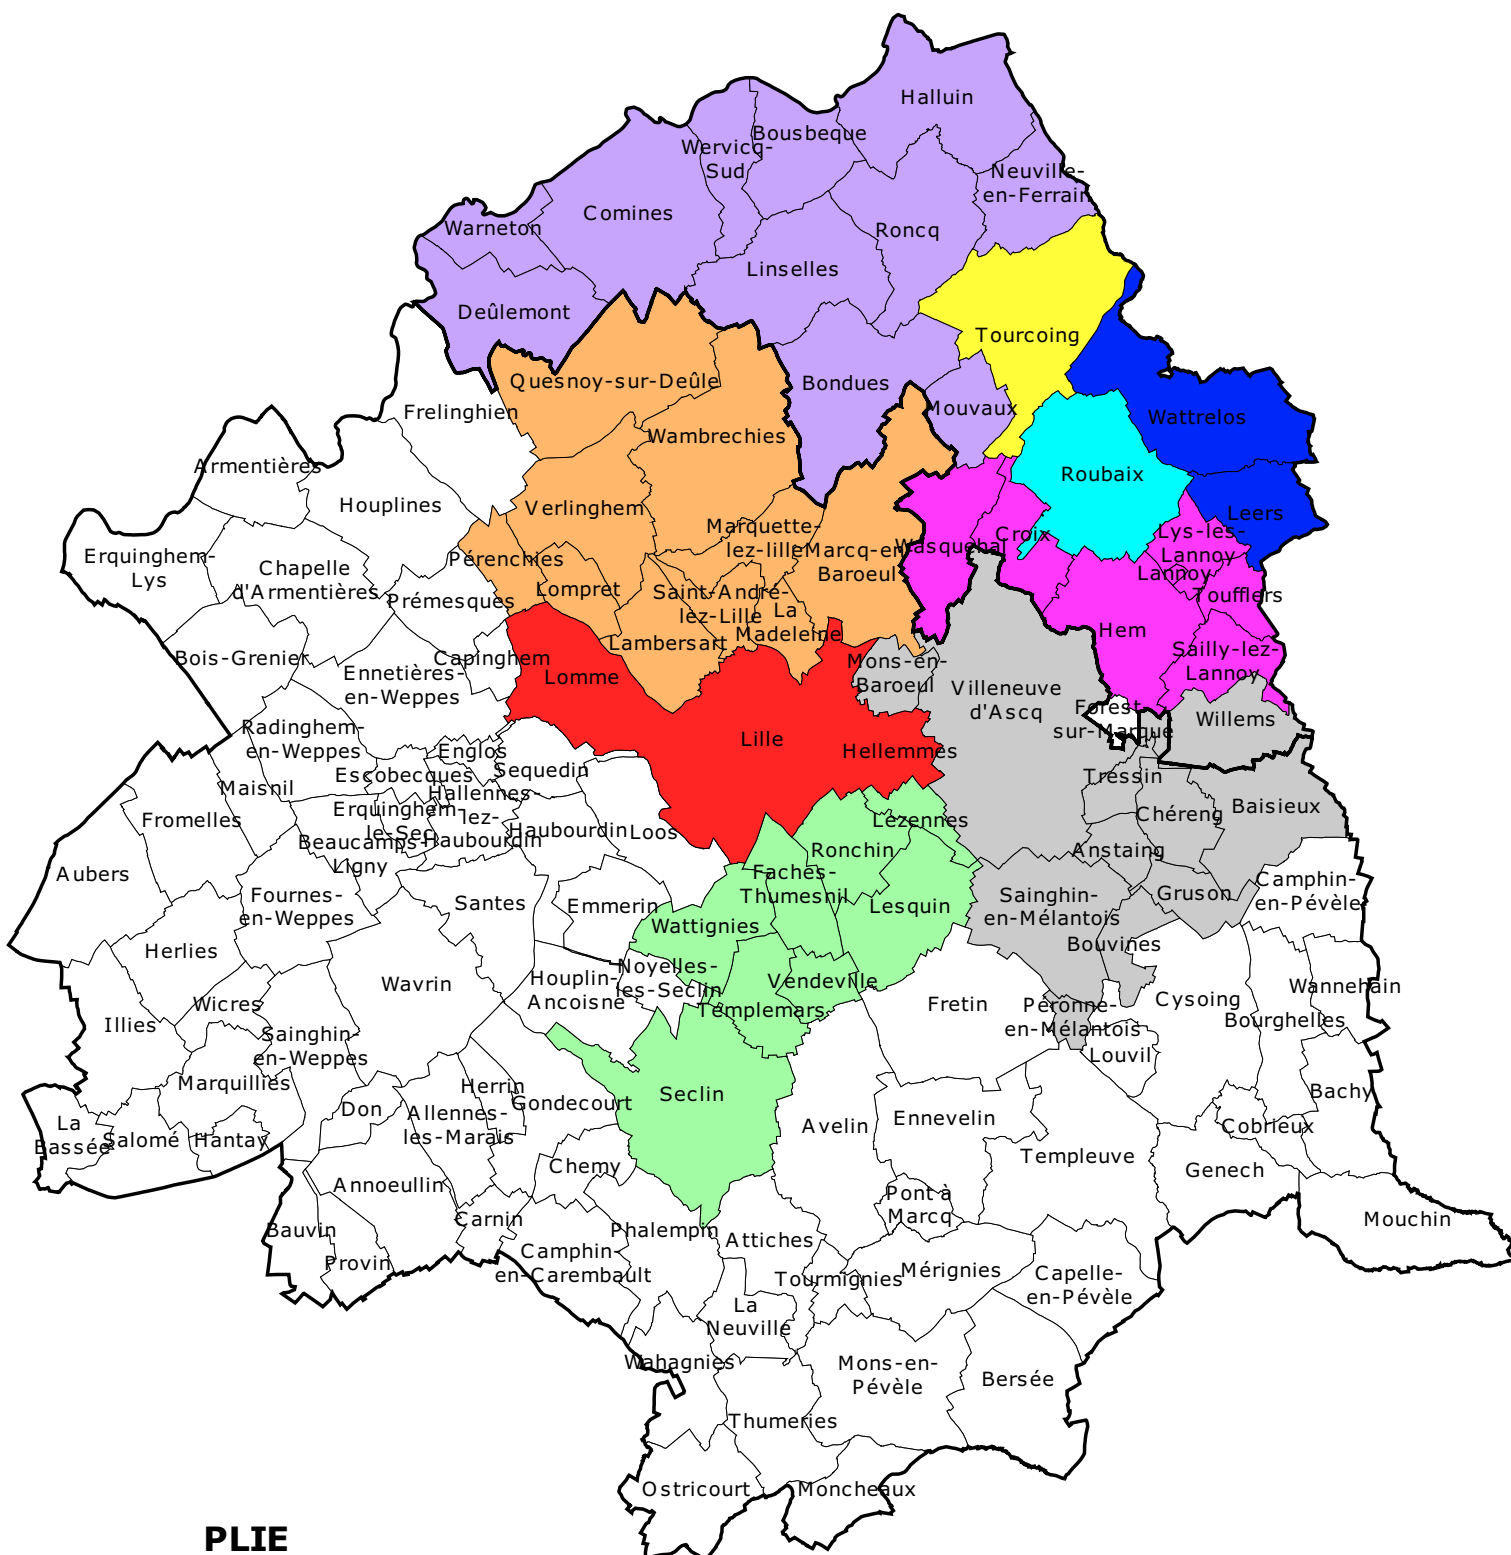 Halluin
Bousbeque
Wervicq-
Sud
Neuville-
en-Ferrain
Comines
Warneton
Roncq
Linselles
Deûlemont
Tourcoing
Quesnoy-sur-Deûle
Bondues
Frelinghien
Mouvaux
Wattrelos
Wambrechies
Armentières
Roubaix
Houplines
Verlinghem
Leers
Marquette-
lez-lille
Marcq-en-
Baroeul
Wasquehal
Croix
Lys-les-
Lannoy
Erquinghem-
Lys
Pérenchies
Chapelle
d'Armentières
Lannoy
Lompret
Saint-André-
lèz-Lille
Toufflers
Prémesques
La
Madeleine
Hem
Lambersart
Bois-Grenier
Capinghem
Mons-en-
Baroeul
Sailly-lez-
Lannoy
Ennetières-
en-Weppes
Lomme
Villeneuve
d'Ascq
Forest-
sur-Marque
Willems
Radinghem-
en-Weppes
Lille
Hellemmes
Englos
Sequedin
Escobecques
Tressin
Maisnil
Hallennes-
lez-
Haubourdin
Baisieux
Erquinghem-
le-Sec
Chéreng
Fromelles
Lézennes
Haubourdin
Loos
Beaucamps-
Ligny
Ronchin
Anstaing
Aubers
Faches-
Thumesnil
Camphin-
en-Pévèle
Fournes-
en-Weppes
Santes
Emmerin
Lesquin
Sainghin-
en-Mélantois
Gruson
Wattignies
Herlies
Bouvines
Noyelles-
les-Seclin
Houplin-
Ancoisne
Vendeville
Wavrin
Wannehain
Wicres
Templemars
Fretin
Péronne-
en-Mélantois
Cysoing
Bourghelles
Illies
Sainghin-
en-Weppes
Louvil
Marquillies
Herrin
Seclin
Bachy
Don
Allennes-
les-Marais
Gondecourt
Avelin
Ennevelin
La
Bassée
Salomé
Hantay
Cobrieux
Templeuve
Chemy
Genech
Annoeullin
Pont à
Marcq
Carnin
Mouchin
Bauvin
Phalempin
Attiches
Provin
Camphin-
en-Carembault
Tourmignies
Mérignies
Capelle-
en-Pévèle
La
Neuville
Wahagnies
Mons-en-
Pévèle
Bersée
Thumeries
Ostricourt
Moncheaux
PLIE